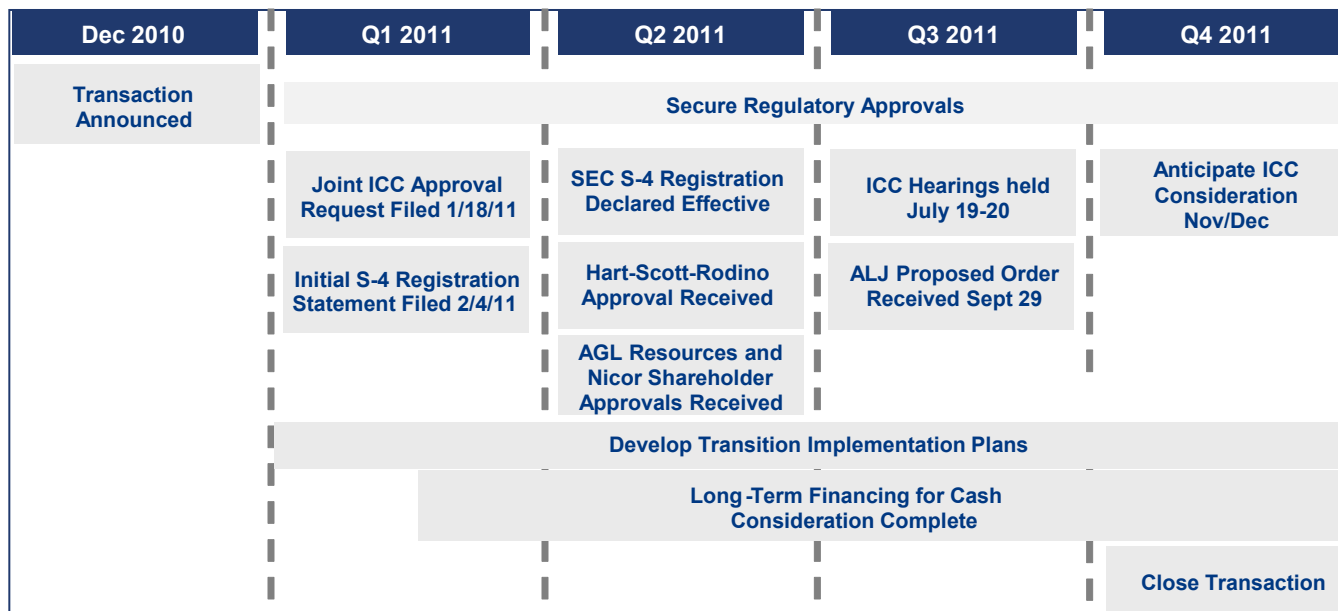 Dec 2010
Q1 2011
Q2 2011
Q3 2011
Q4 2011
Transaction
Announced
Secure Regulatory Approvals
Joint ICC Approval
Request Filed 1/18/11
SEC S-4 Registration
Declared Effective
ICC Hearings held
July 19-20
Anticipate ICC
Consideration
Nov/Dec
Initial S-4 Registration
Statement Filed 2/4/11
Hart-Scott-Rodino
Approval Received
ALJ Proposed Order
Received Sept 29
AGL Resources and
Nicor Shareholder
Approvals Received
Develop Transition Implementation Plans
Long-Term Financing for Cash
Consideration Complete
Close Transaction